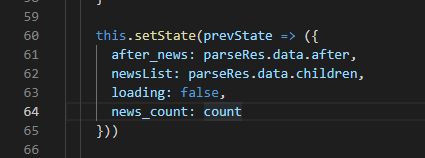 59
60 this.setState(prevState => ({
61 after_news: parseRes.data.after,
62 newsList: parseRes.data.children,
63 loading: false,
64 news_count: count
65 }))
66